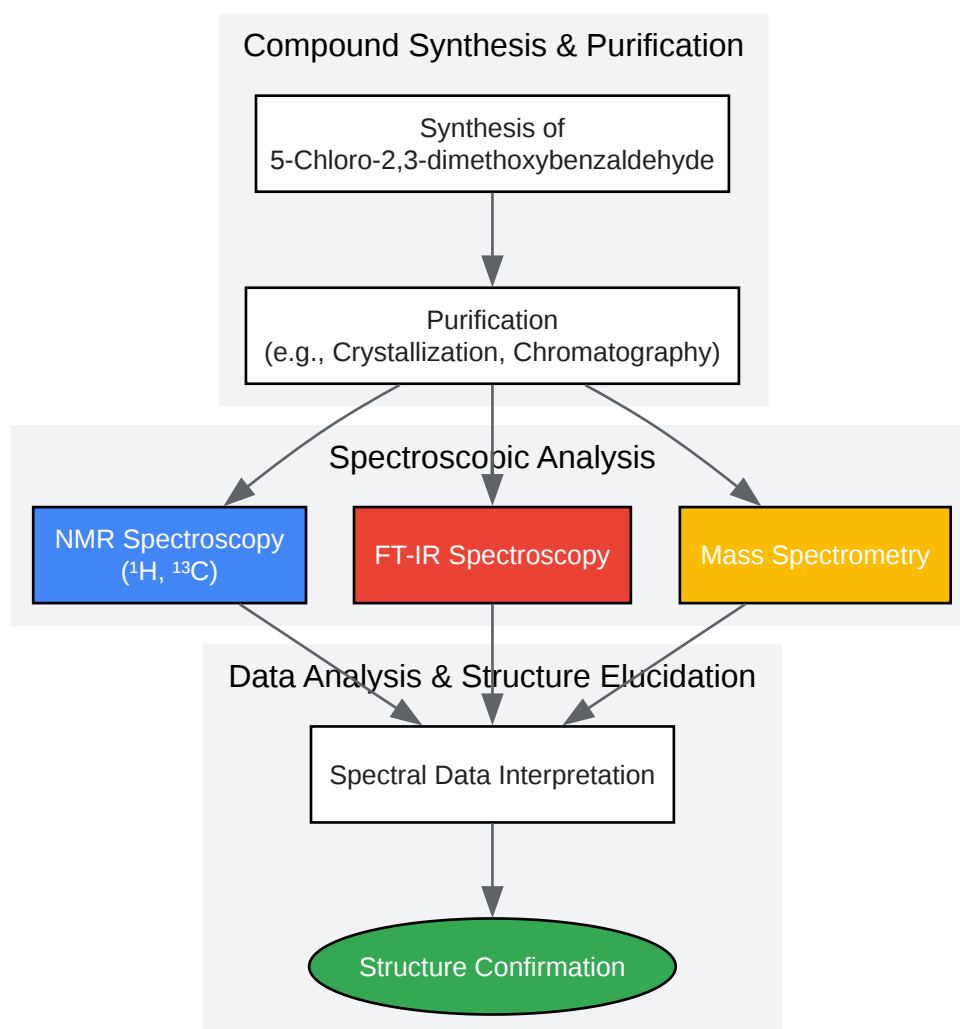 Compound Synthesis & Purification
Synthesis of
5-Chloro-2,3-dimethoxybenzaldehyde
Purification
(e.g., Crystallization, Chromatography)
Spectroscopic Analysis
NMR Spectroscopy
(¹H, ¹³C)
FT-IR Spectroscopy
Mass Spectrometry
Data Analysis & Structure Elucidation
Spectral Data Interpretation
Structure Confirmation